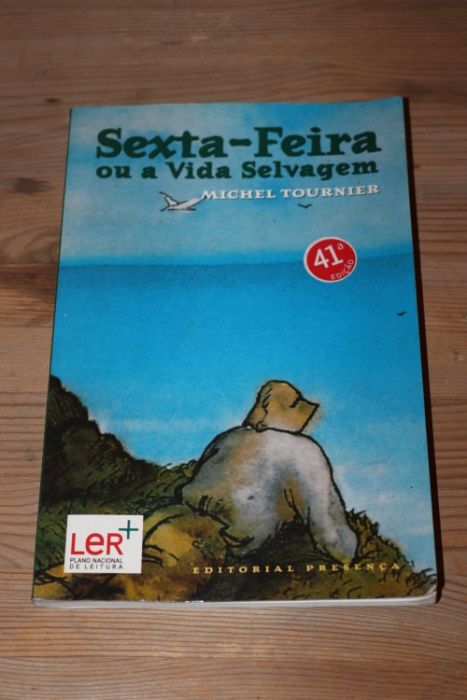 Sexta-Feira
ou a Vida Selvagem
MICHEL TOURNIER
41ª
EDIÇÃO
LeR+
PLANO NACIONAL
DE LEITURA
EDITORIAL PRESENÇA